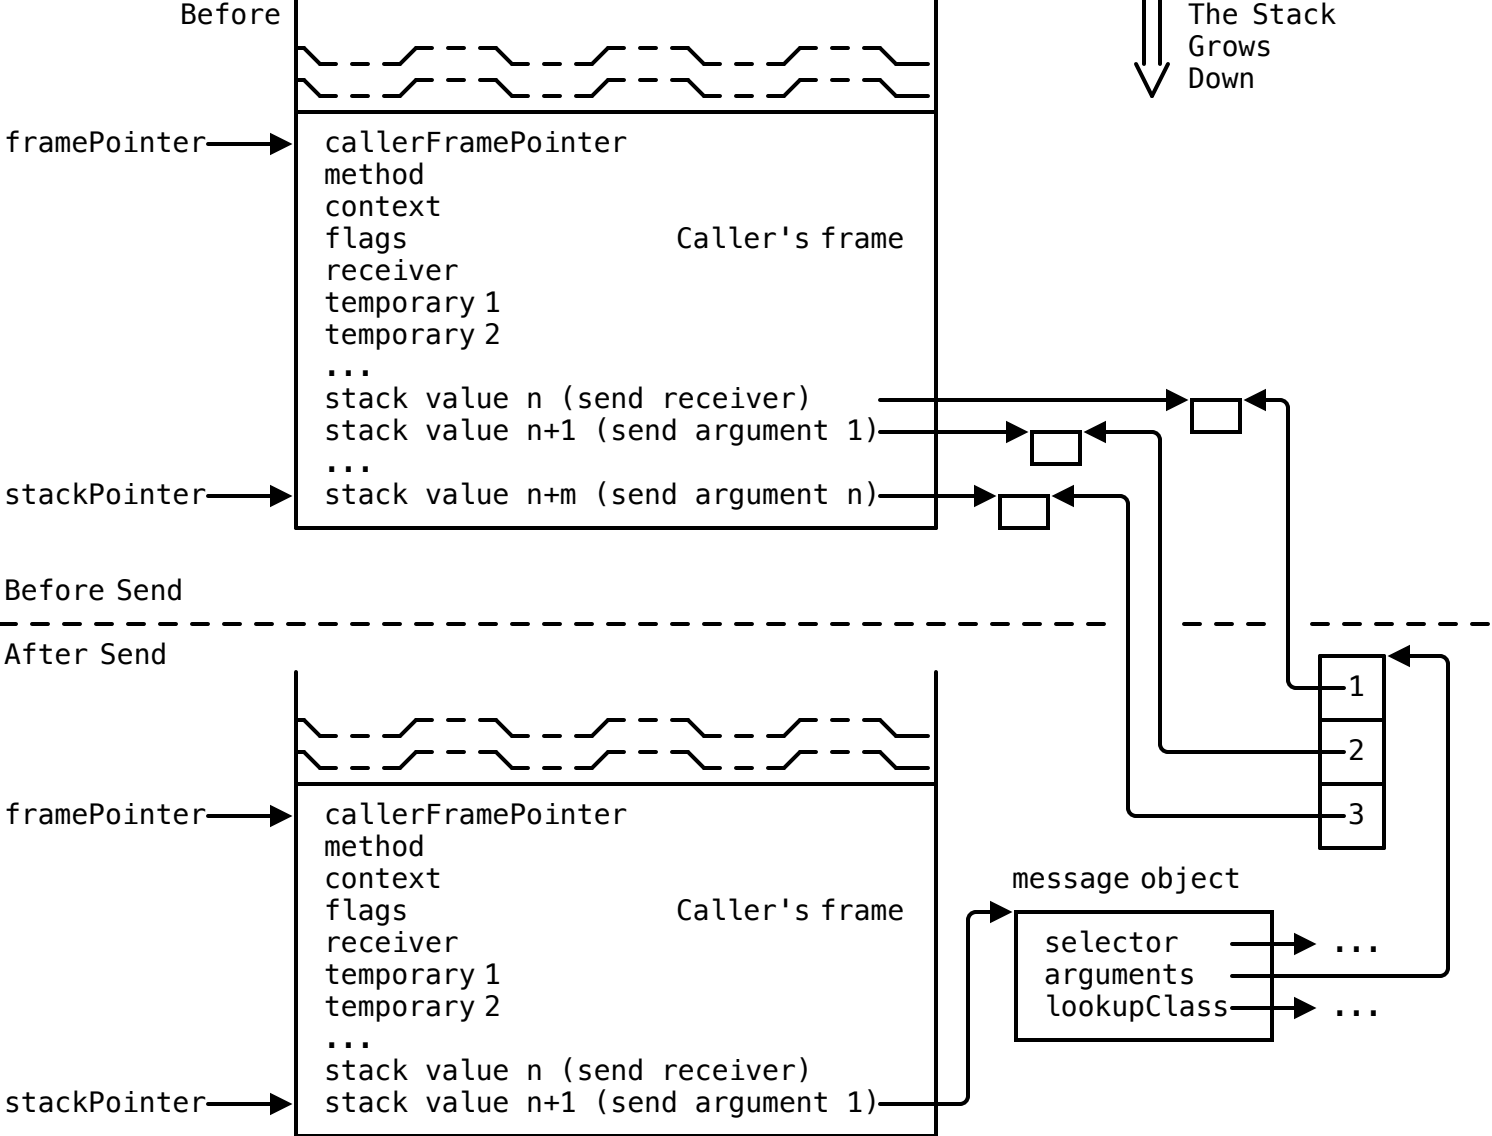 Before
The Stack
Grows
Down
framePointer
callerFramePointer
method
context
flags
Caller's frame
receiver
temporary 1
temporary 2
...
stack value n (send receiver)
stack value n+1 (send argument 1)
...
stackPointer
stack value n+m (send argument n)
Before Send
After Send
1
2
3
framePointer
callerFramePointer
method
context
flags
Caller's frame
receiver
temporary 1
temporary 2
...
stack value n (send receiver)
stackPointer
stack value n+1 (send argument 1)
message object
selector
...
arguments
lookupClass
...